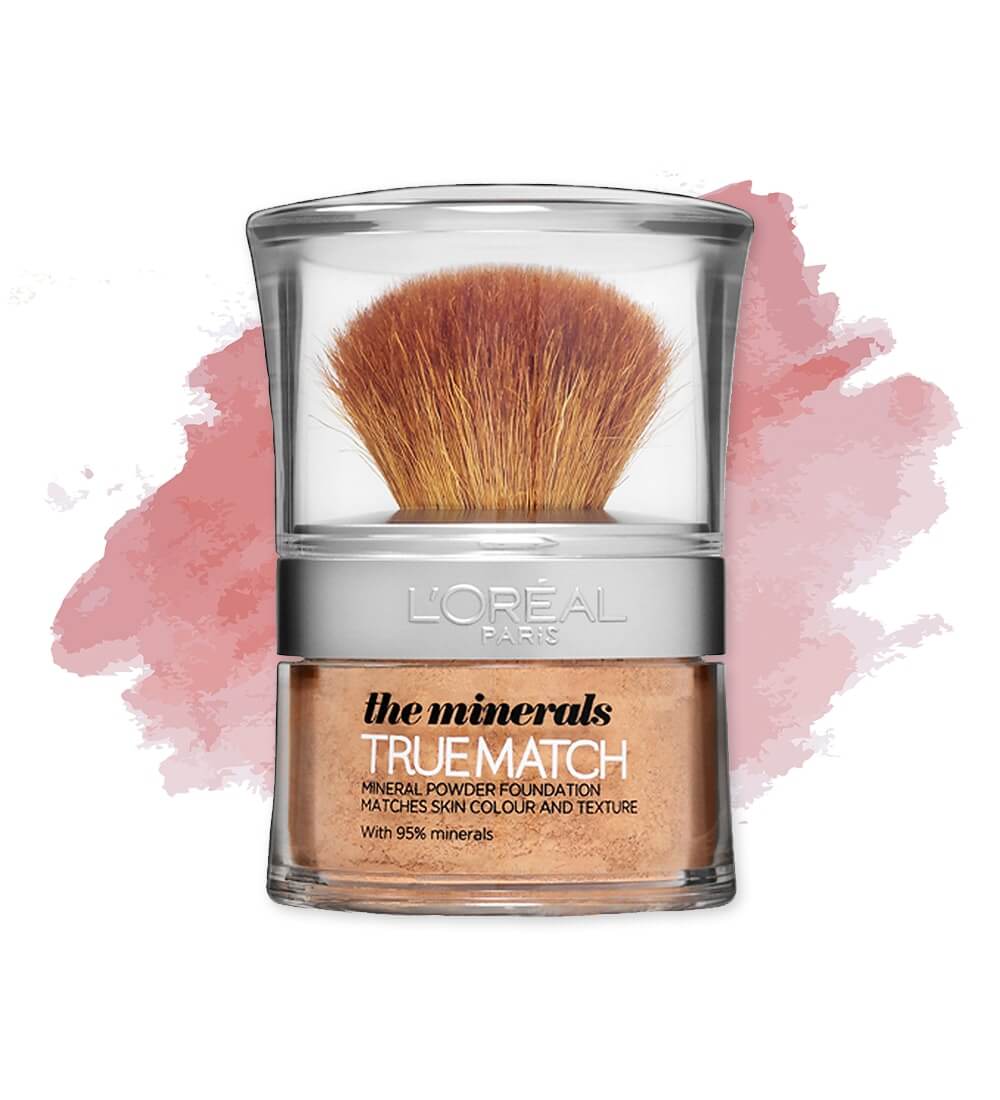 L'ORÉAL
PARIS
the minerals
TRUE MATCH
MINERAL POWDER FOUNDATION
MATCHES SKIN COLOUR AND TEXTURE
With 95% minerals